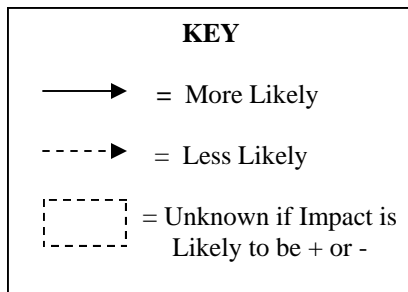 KEY
= More Likely
= Less Likely
= Unknown if Impact is
Likely to be + or -